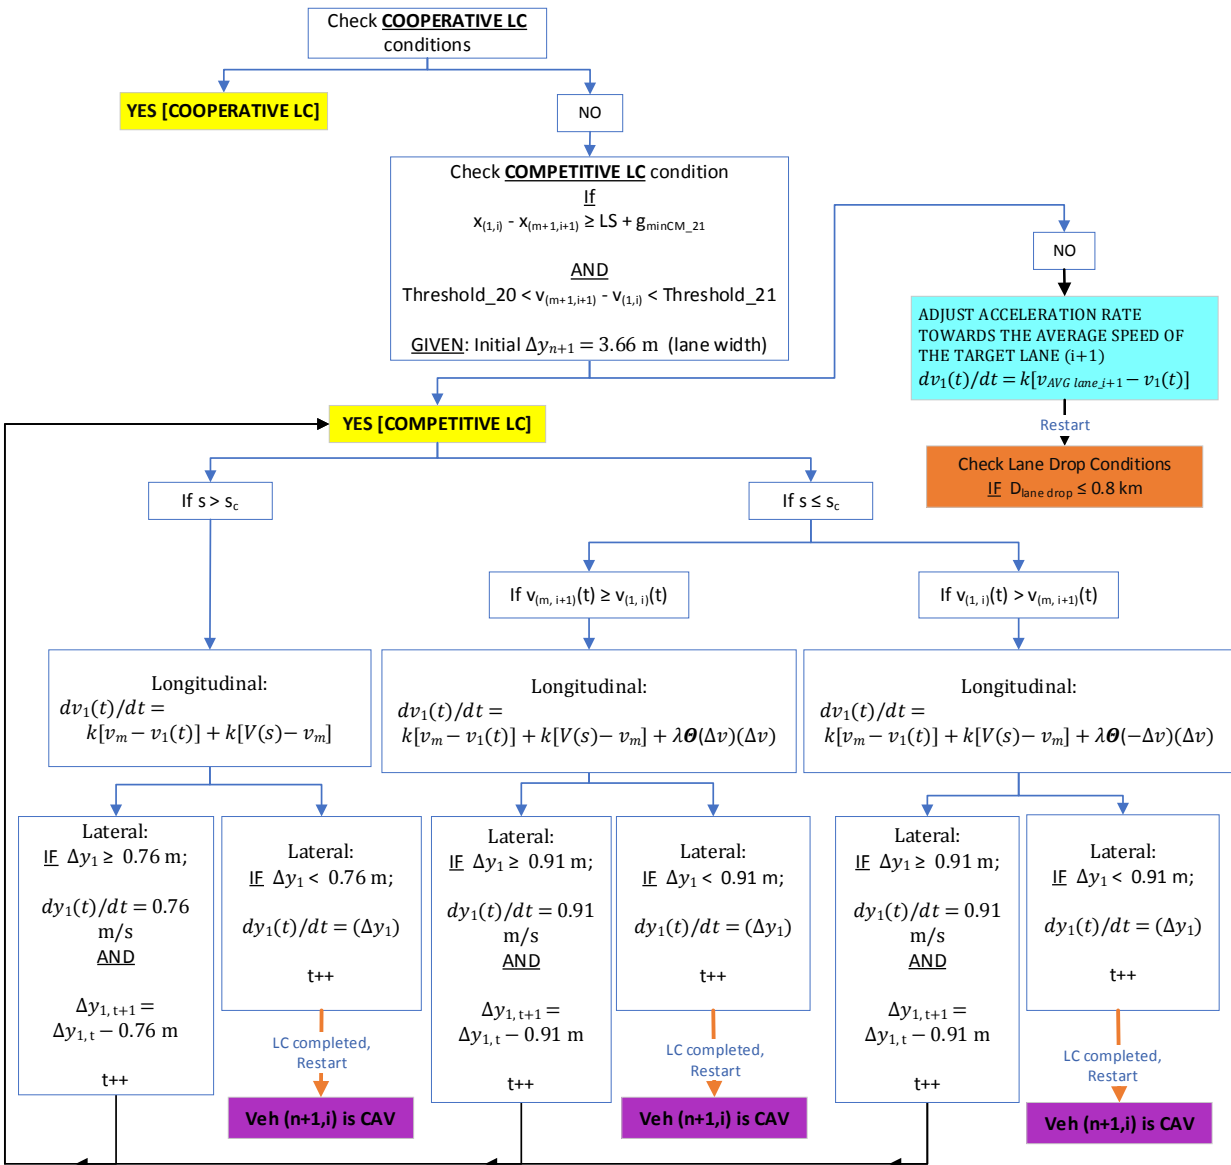 Check COOPERATIVE LC
conditions
YES [COOPERATIVE LC]
NO
Check COMPETITIVE LC condition
If
x(1,i) - x(m+1,i+1) ≥ LS + gminCM_21
AND
Threshold_20 < v(m+1,i+1) - v(1,i) < Threshold_21
GIVEN: Initial Δyn+1 = 3.66 m (lane width)
NO
ADJUST ACCELERATION RATE
TOWARDS THE AVERAGE SPEED OF
THE TARGET LANE (i+1)
dv1(t)/dt = k[vAVG lane_i+1 − v1(t)]
Restart
Check Lane Drop Conditions
IF Dlane drop ≤ 0.8 km
YES [COMPETITIVE LC]
If s > sc
If s ≤ sc
If v(m, i+1)(t) ≥ v(1, i)(t)
If v(1, i)(t) > v(m, i+1)(t)
Longitudinal:
dv1(t)/dt =
k[vm − v1(t)] + k[V(s) − vm]
Longitudinal:
dv1(t)/dt =
k[vm − v1(t)] + k[V(s) − vm] + λΘ(Δv)(Δv)
Longitudinal:
dv1(t)/dt =
k[vm − v1(t)] + k[V(s) − vm] + λΘ(−Δv)(Δv)
Lateral:
IF Δy1 ≥ 0.76 m;
dy1(t)/dt = 0.76
m/s
AND
Δy1, t+1 =
Δy1, t − 0.76 m
t++
Lateral:
IF Δy1 < 0.76 m;
dy1(t)/dt = (Δy1)
t++
LC completed,
Restart
Veh (n+1,i) is CAV
Lateral:
IF Δy1 ≥ 0.91 m;
dy1(t)/dt = 0.91
m/s
AND
Δy1, t+1 =
Δy1, t − 0.91 m
t++
Lateral:
IF Δy1 < 0.91 m;
dy1(t)/dt = (Δy1)
t++
LC completed,
Restart
Veh (n+1,i) is CAV
Lateral:
IF Δy1 ≥ 0.91 m;
dy1(t)/dt = 0.91
m/s
AND
Δy1, t+1 =
Δy1, t − 0.91 m
t++
Lateral:
IF Δy1 < 0.91 m;
dy1(t)/dt = (Δy1)
t++
LC completed,
Restart
Veh (n+1,i) is CAV